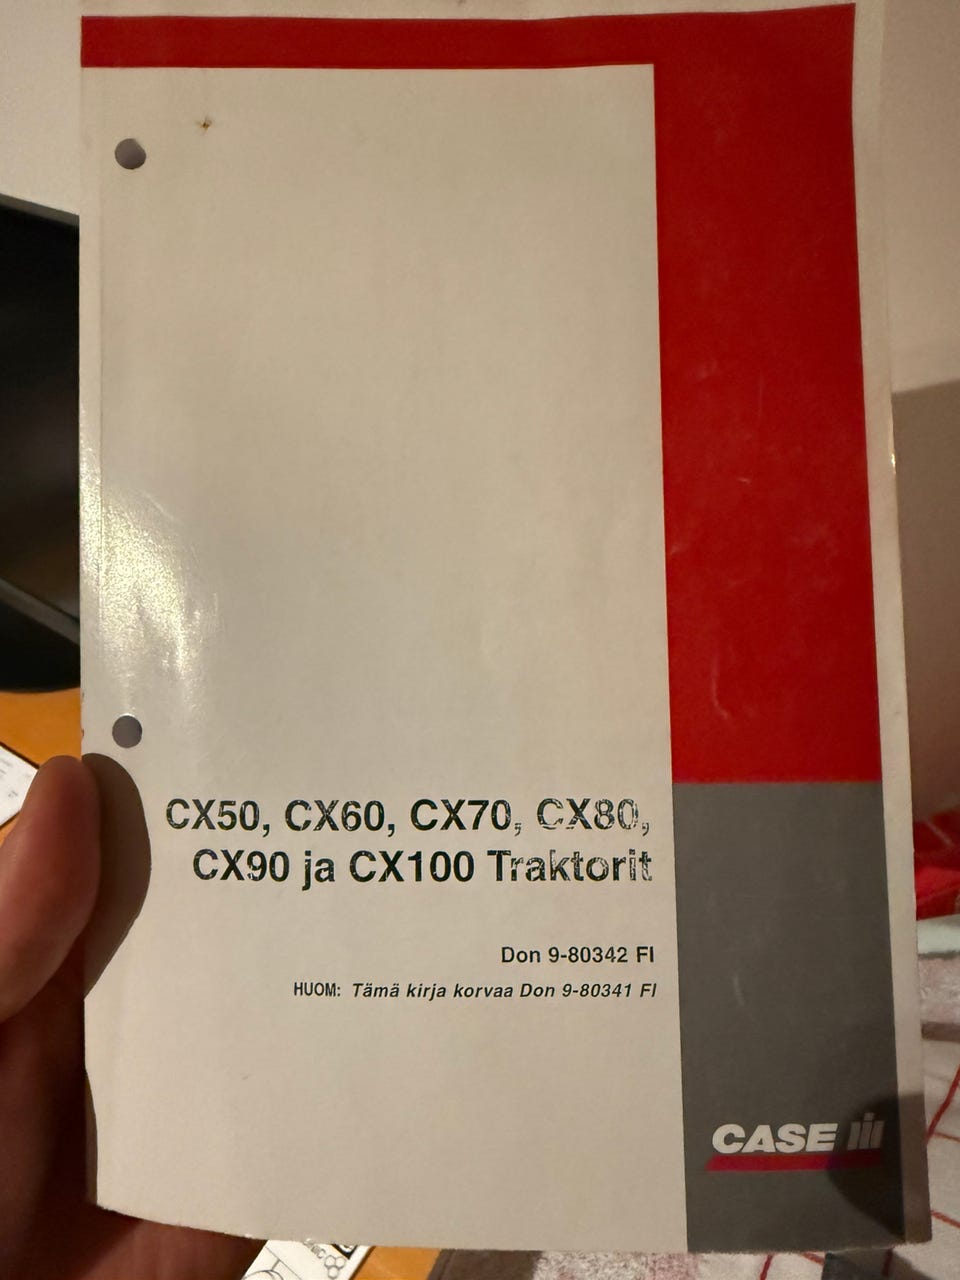 CX50, CX60, CX70, CX80,
CX90 ja CX100 Traktorit
Don 9-80342 FI
HUOM: Tämä kirja korvaa Don 9-80341 FI
CASE IH